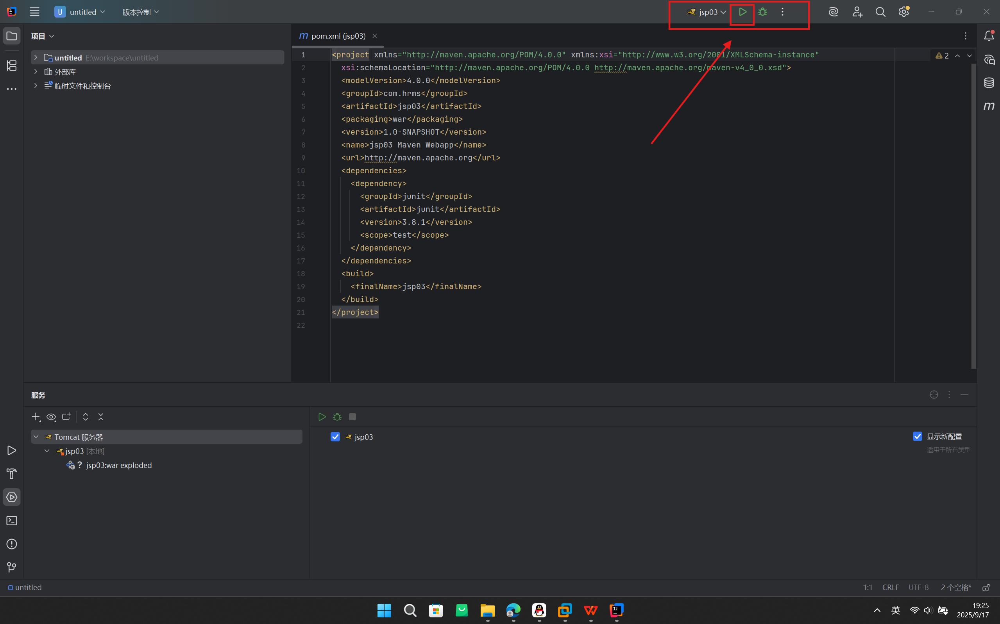 U untitled 版本控制 jsp03
项目
m pom.xml (jsp03)
untitled E:\workspace\untitled
外部库
临时文件和控制台
1 <project xmlns="http://maven.apache.org/POM/4.0.0" xmlns:xsi="http://www.w3.org/2001/XMLSchema-instance"
2
2 xsi:schemaLocation="http://maven.apache.org/POM/4.0.0 http://maven.apache.org/maven-v4_0_0.xsd">
3 <modelVersion>4.0.0</modelVersion>
4 <groupId>com.hrms</groupId>
5 <artifactId>jsp03</artifactId>
6 <packaging>war</packaging>
7 <version>1.0-SNAPSHOT</version>
8 <name>jsp03 Maven Webapp</name>
9 <url>http://maven.apache.org</url>
10 <dependencies>
11 <dependency>
12 <groupId>junit</groupId>
13 <artifactId>junit</artifactId>
14 <version>3.8.1</version>
15 <scope>test</scope>
16 </dependency>
17 </dependencies>
18 <build>
19 <finalName>jsp03</finalName>
20 </build>
21 </project>
22
服务
Tomcat 服务器
jsp03 [本地]
? jsp03:war exploded
jsp03
显示新配置
适用于所有类型
untitled
1:1 CRLF UTF-8 2 个空格*
英
19:25
2025/9/17